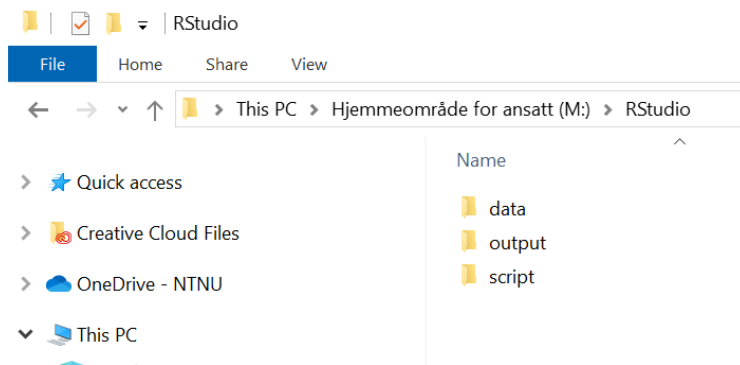 RStudio
File Home Share View
This PC Hjemmeområde for ansatt (M:) RStudio
Name
Quick access
data
Creative Cloud Files
output
script
OneDrive - NTNU
This PC